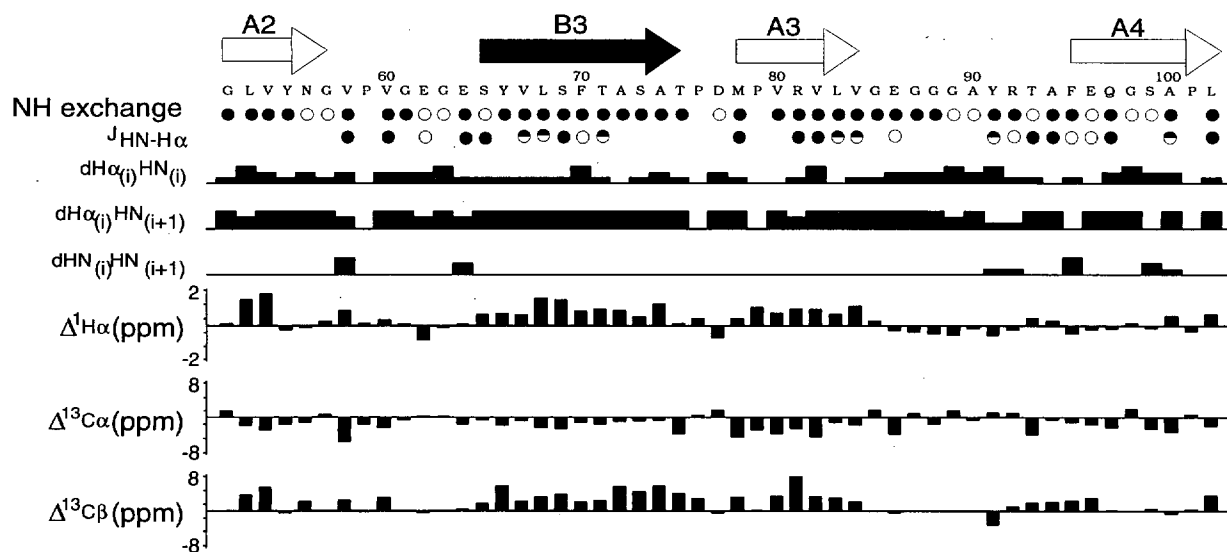 A2 B3 A3 A4
60 70 80 90 100
G L V Y N G V P V G E G E S Y V L S F T A S A T P D M P V R V L V G E G G G A Y R T A F E Q G S A P L
NH exchange
J HN-Hα
dHα(i)HN(i)
dHα(i)HN(i+1)
dHN(i)HN(i+1)
2
Δ¹Hα(ppm)
-2
8
Δ¹³Cα(ppm)
-8
8
Δ¹³Cβ(ppm)
-8